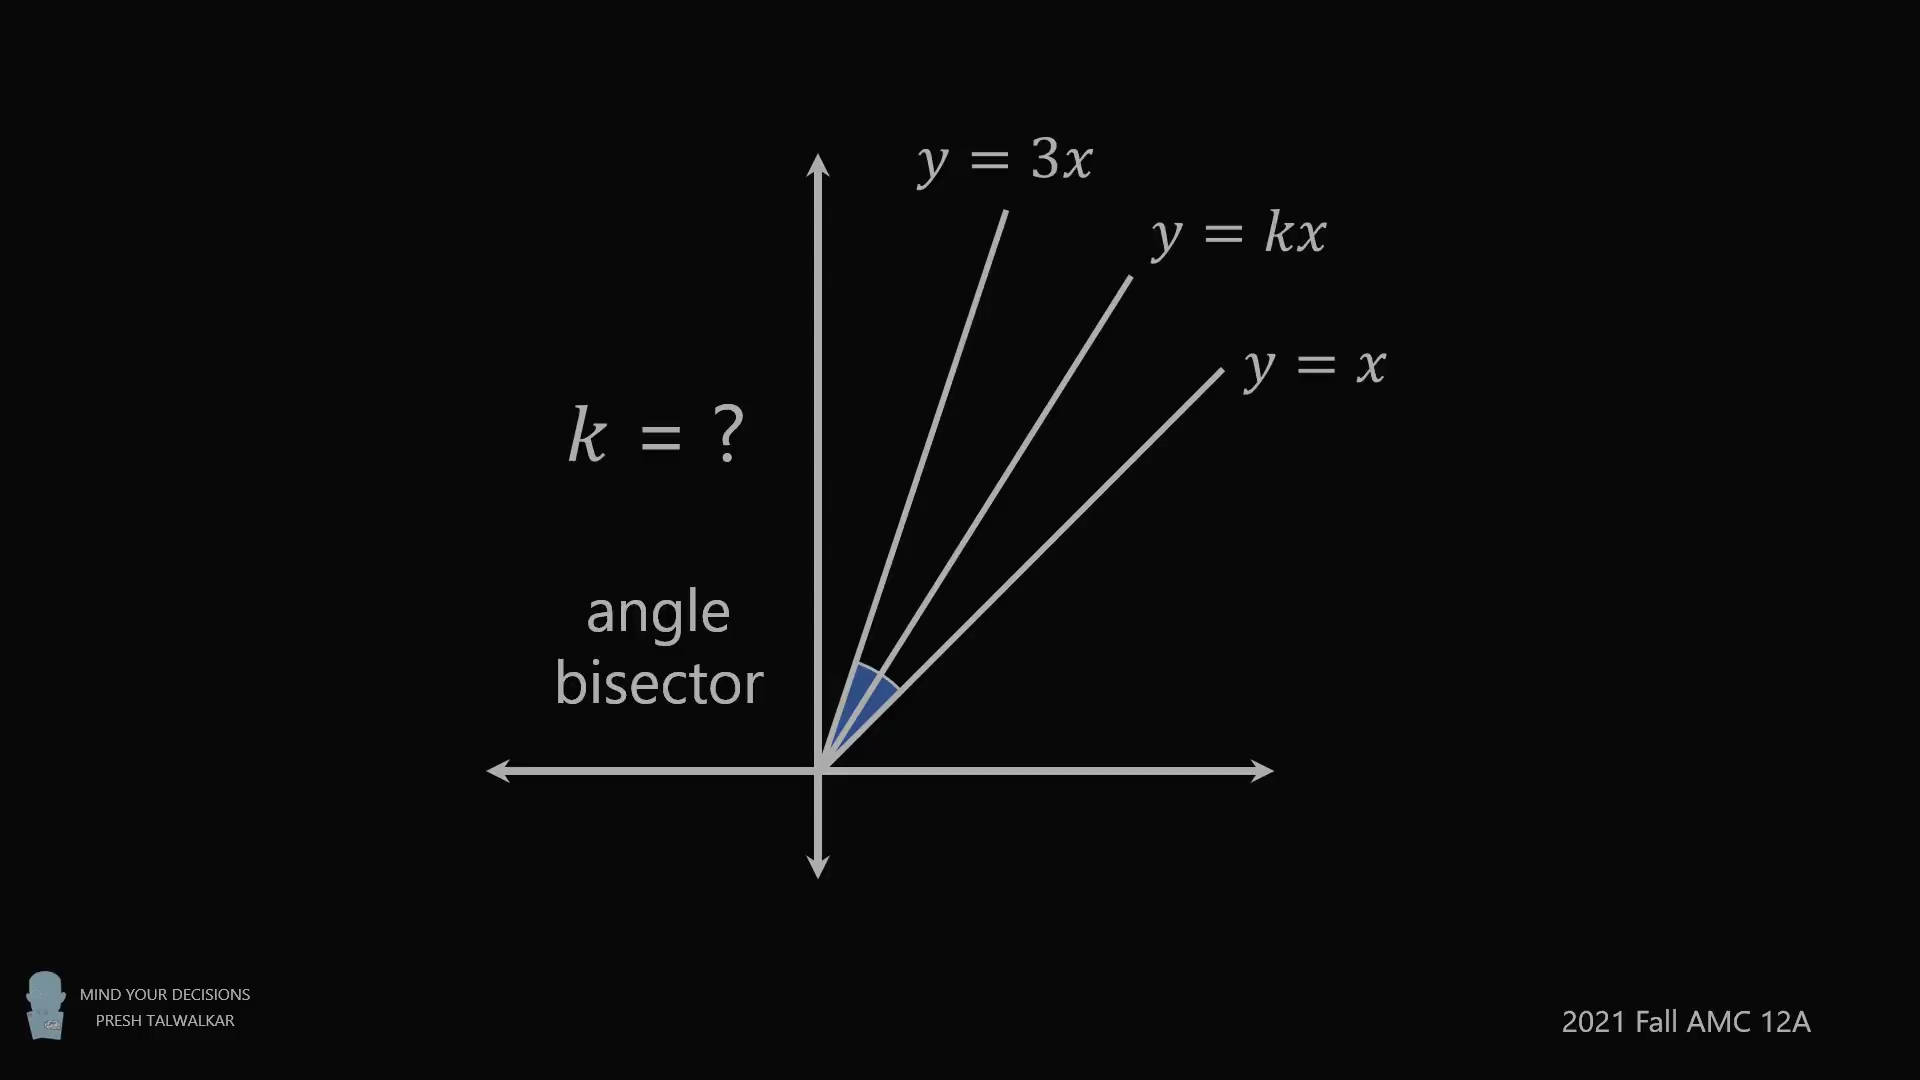 y = 3x
y = kx
y = x
k = ?
angle
bisector
MIND YOUR DECISIONS
PRESH TALWALKAR
2021 Fall AMC 12A